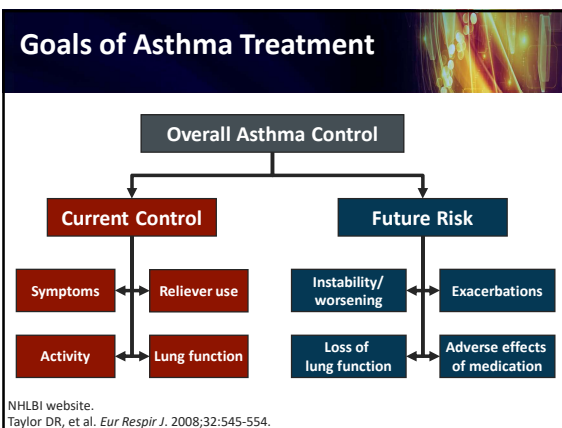 Goals of Asthma Treatment
Overall Asthma Control
Current Control
Future Risk
Symptoms
Reliever use
Instability/
worsening
Exacerbations
Activity
Lung function
Loss of
lung function
Adverse effects
of medication
NHLBI website.
Taylor DR, et al. Eur Respir J. 2008;32:545-554.